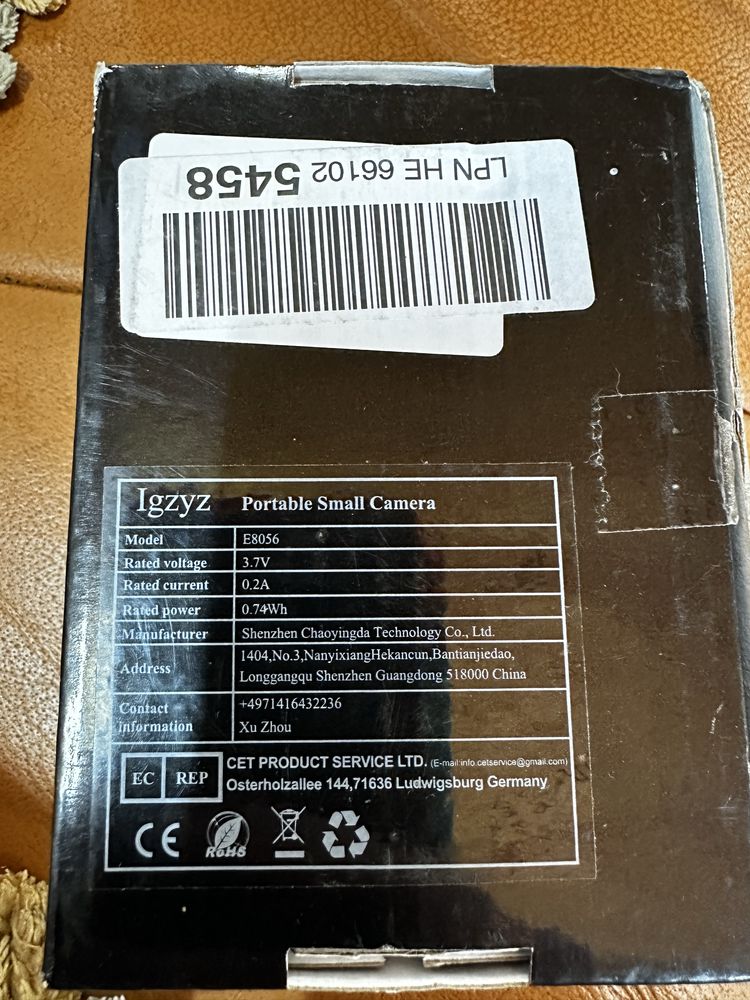 LPN HE 66102 5458
Igzyz Portable Small Camera
Model E8056
Rated voltage 3.7V
Rated current 0.2A
Rated power 0.74Wh
Manufacturer Shenzhen Chaoyingda Technology Co., Ltd.
Address 1404,No.3,NanyixiangHekancun,Bantianjiedao,
Longgangqu Shenzhen Guangdong 518000 China
Contact information +4971416432236
Xu Zhou
EC REP CET PRODUCT SERVICE LTD. (E-mail:info.cetservice@gmail.com)
Osterholzallee 144,71636 Ludwigsburg Germany
CE RoHS